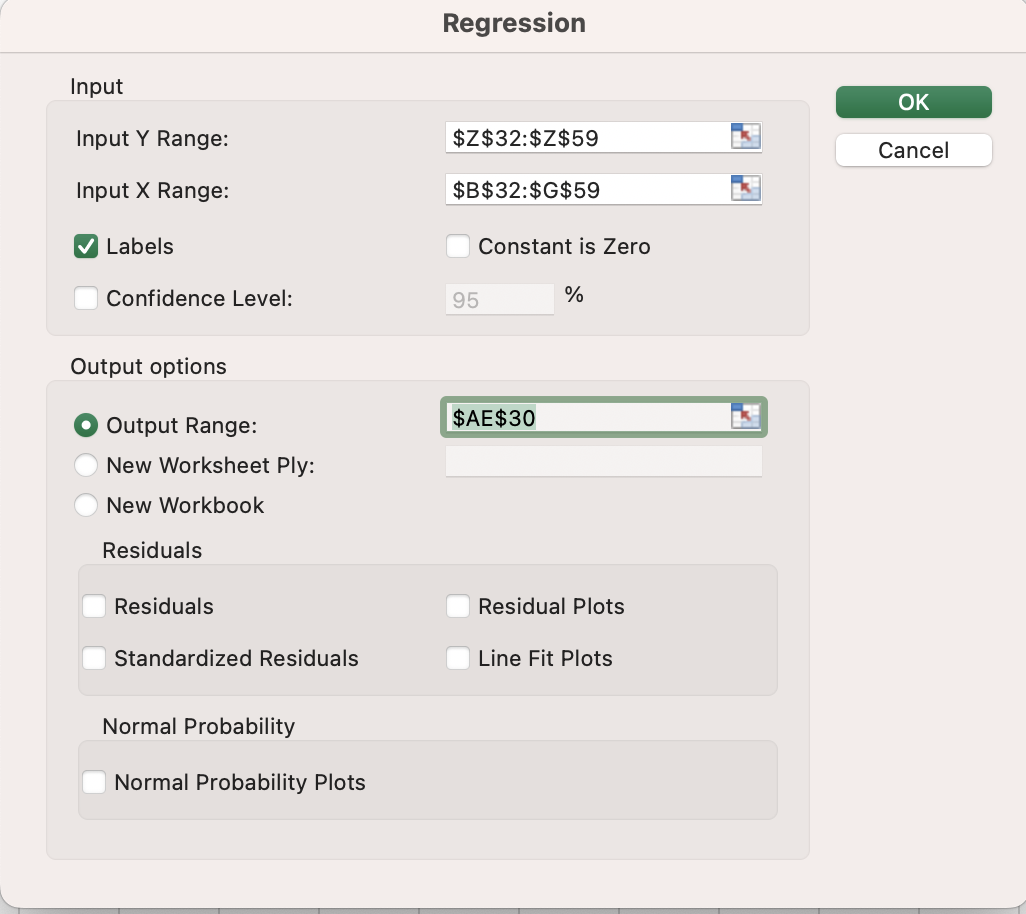 Regression
Input
OK
Input Y Range: $Z$32:$Z$59
Cancel
Input X Range: $B$32:$G$59
Labels Constant is Zero
Confidence Level: 95 %
Output options
Output Range: $AE$30
New Worksheet Ply:
New Workbook
Residuals
Residuals Residual Plots
Standardized Residuals Line Fit Plots
Normal Probability
Normal Probability Plots